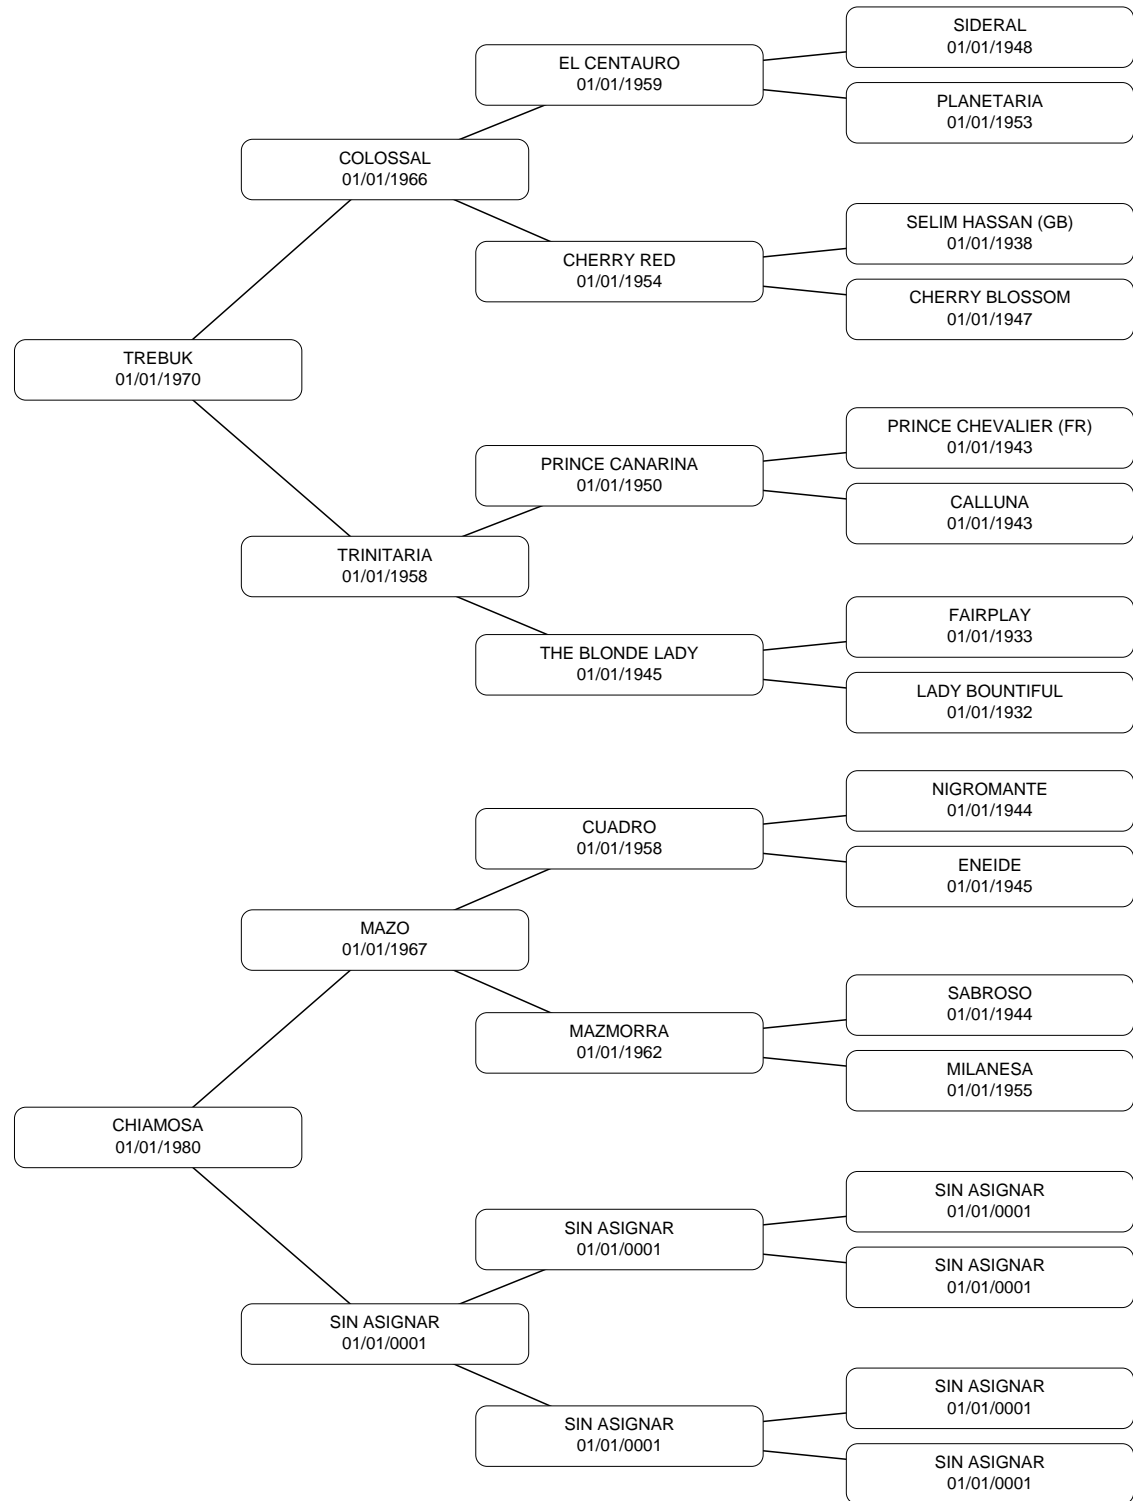 SIDERAL
01/01/1948
EL CENTAURO
01/01/1959
PLANETARIA
01/01/1953
COLOSSAL
01/01/1966
SELIM HASSAN (GB)
01/01/1938
CHERRY RED
01/01/1954
CHERRY BLOSSOM
01/01/1947
TREBUK
01/01/1970
PRINCE CHEVALIER (FR)
01/01/1943
PRINCE CANARINA
01/01/1950
CALLUNA
01/01/1943
TRINITARIA
01/01/1958
FAIRPLAY
01/01/1933
THE BLONDE LADY
01/01/1945
LADY BOUNTIFUL
01/01/1932
NIGROMANTE
01/01/1944
CUADRO
01/01/1958
ENEIDE
01/01/1945
MAZO
01/01/1967
SABROSO
01/01/1944
MAZMORRA
01/01/1962
MILANESA
01/01/1955
CHIAMOSA
01/01/1980
SIN ASIGNAR
01/01/0001
SIN ASIGNAR
01/01/0001
SIN ASIGNAR
01/01/0001
SIN ASIGNAR
01/01/0001
SIN ASIGNAR
01/01/0001
SIN ASIGNAR
01/01/0001
SIN ASIGNAR
01/01/0001